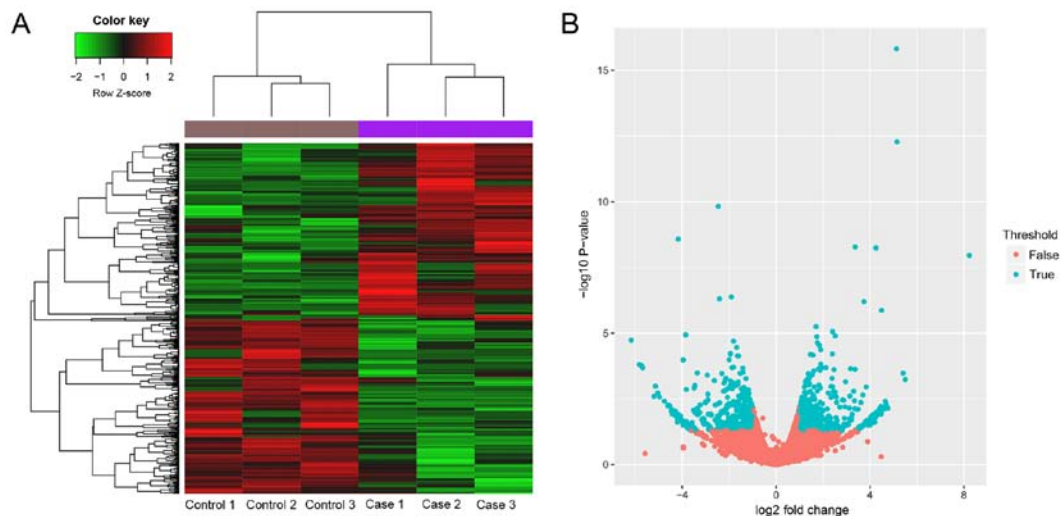 A
Color key
−2 −1 0 1 2
Row Z-score
Control 1 Control 2 Control 3 Case 1 Case 2 Case 3
B
15
10
5
0
−log10 P−value
−4 0 4 8
log2 fold change
Threshold
False
True